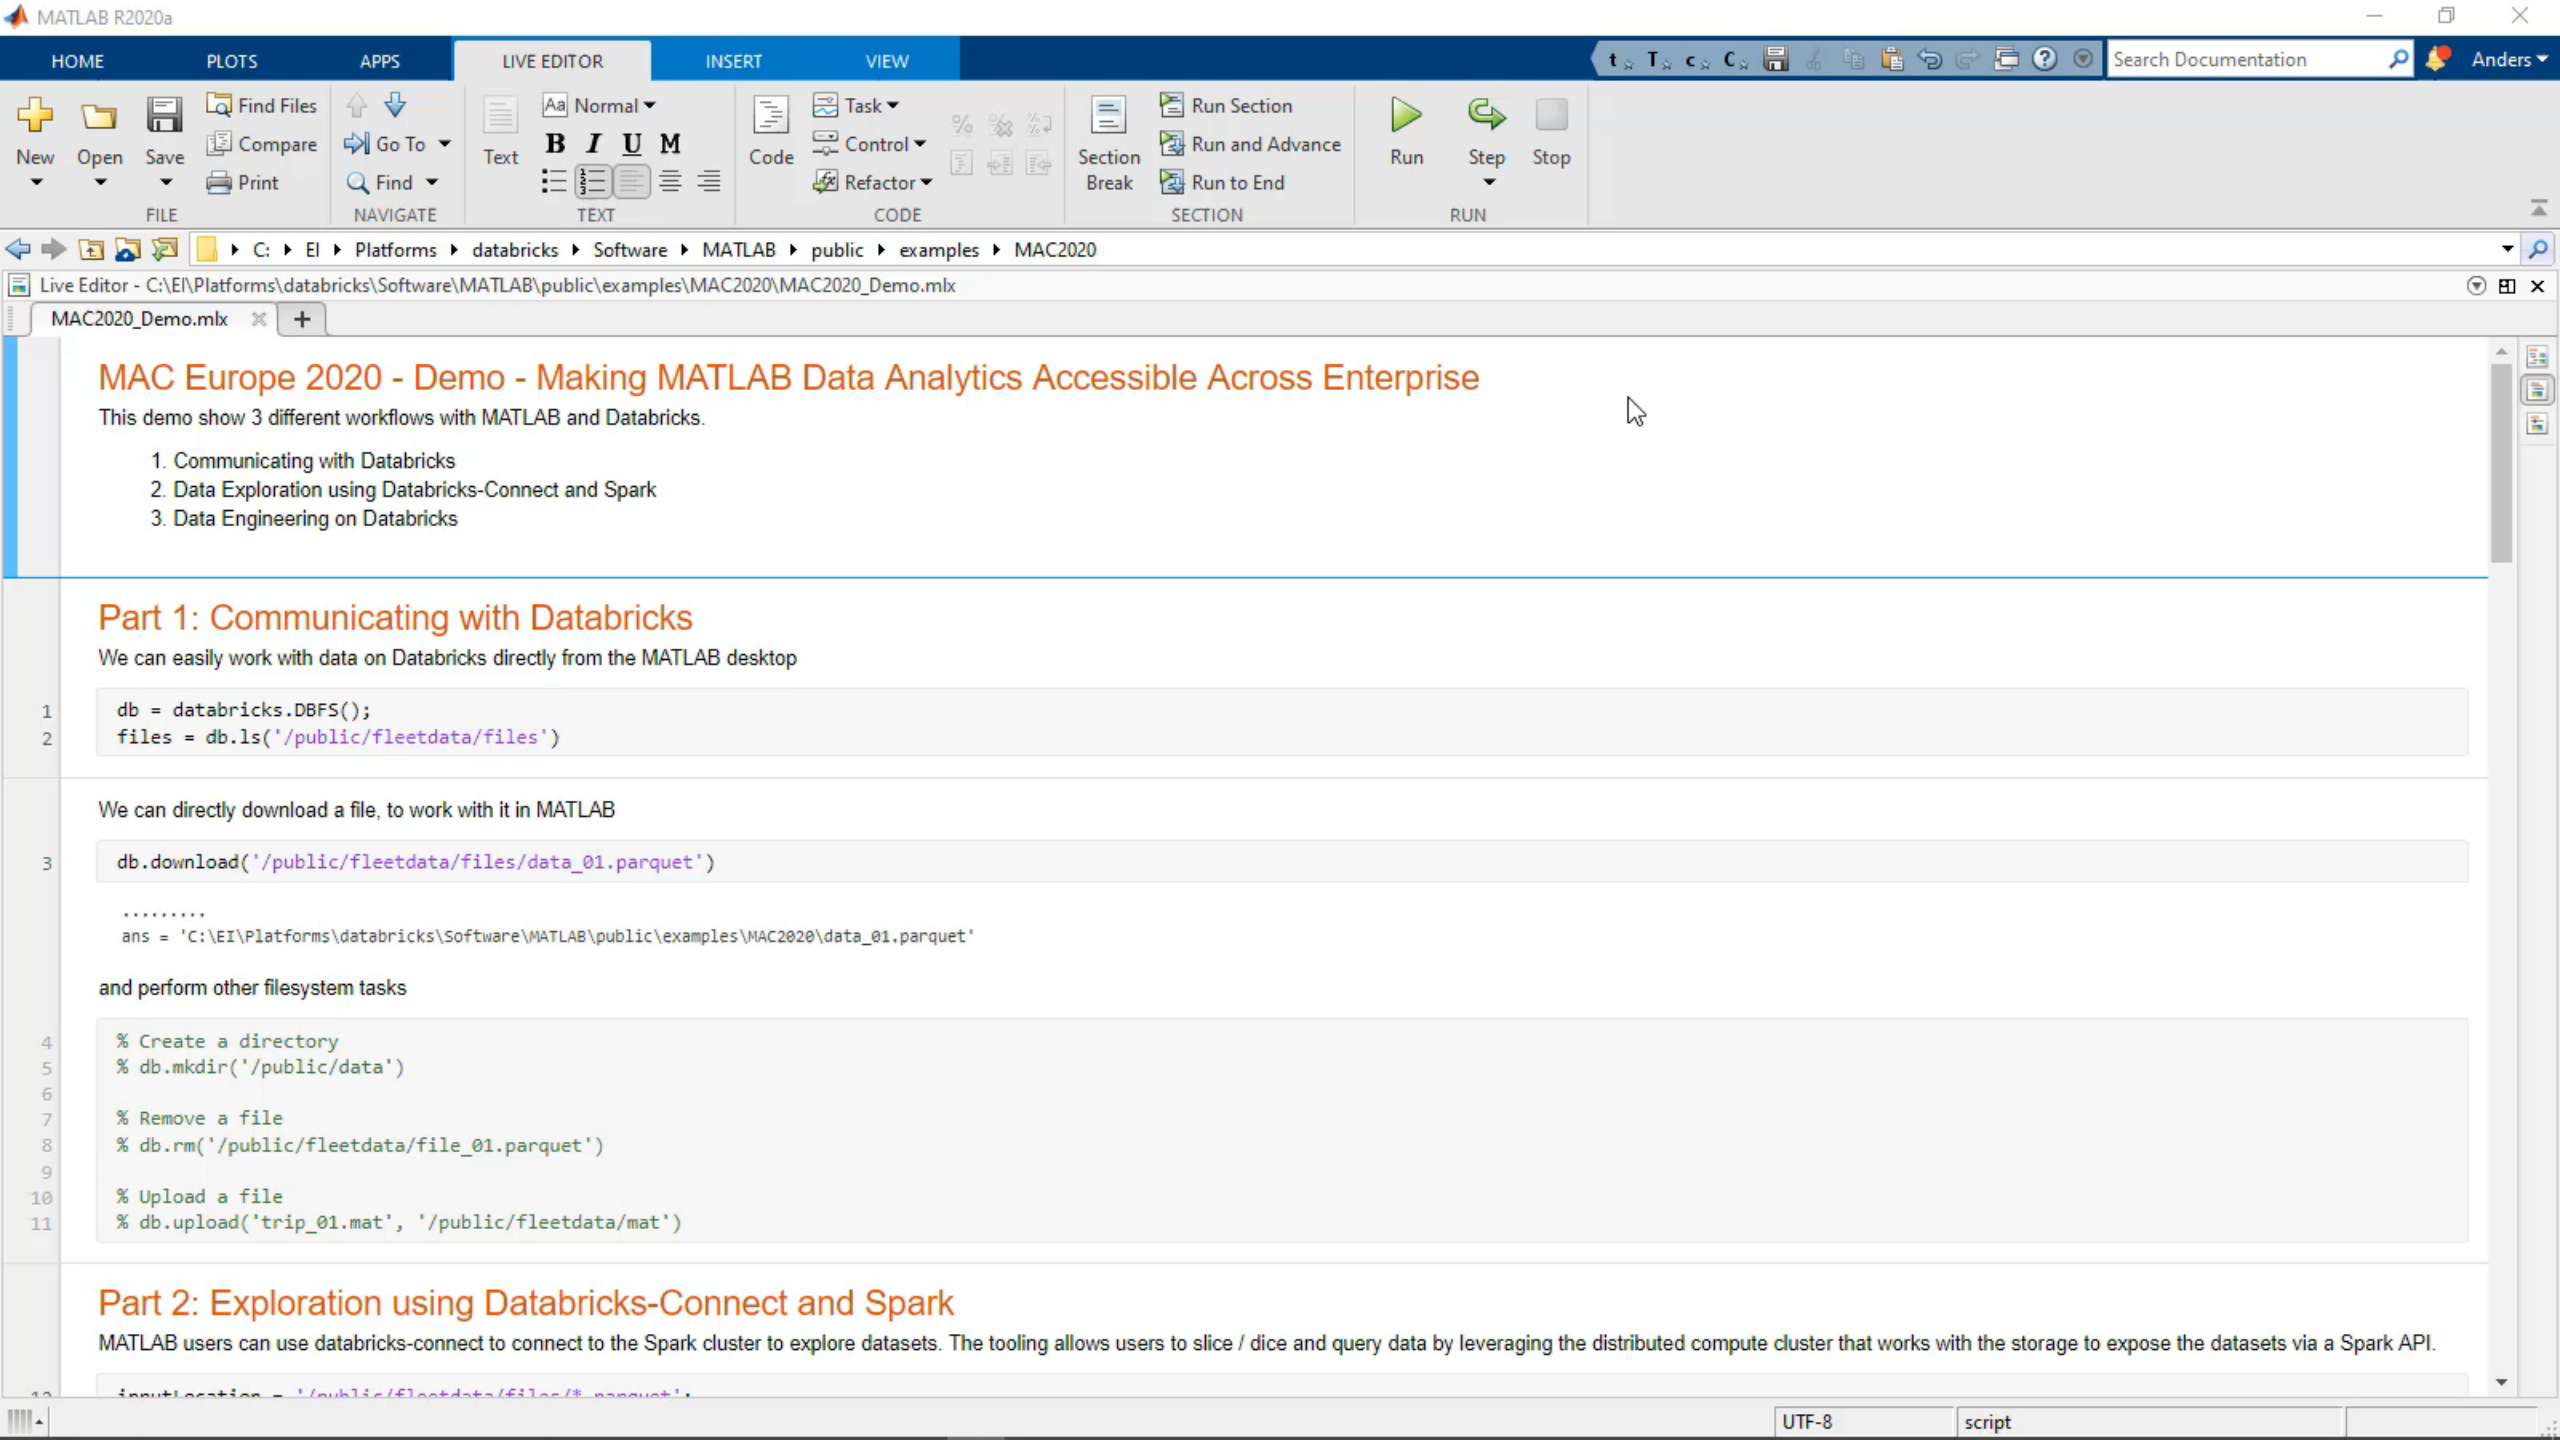 MATLAB R2020a
HOME PLOTS APPS LIVE EDITOR INSERT VIEW
Search Documentation Anders
New Open Save Find Files Compare Print
FILE
Go To Find
NAVIGATE
Text Aa Normal
B I U M
TEXT
Code Task Control Refactor
CODE
Section Break Run Section Run and Advance Run to End
SECTION
Run Step Stop
RUN
C: EI Platforms databricks Software MATLAB public examples MAC2020
Live Editor - C:\EI\Platforms\databricks\Software\MATLAB\public\examples\MAC2020\MAC2020_Demo.mlx
MAC2020_Demo.mlx
MAC Europe 2020 - Demo - Making MATLAB Data Analytics Accessible Across Enterprise
This demo show 3 different workflows with MATLAB and Databricks.
1. Communicating with Databricks
2. Data Exploration using Databricks-Connect and Spark
3. Data Engineering on Databricks
Part 1: Communicating with Databricks
We can easily work with data on Databricks directly from the MATLAB desktop
1 db = databricks.DBFS();
2 files = db.ls('/public/fleetdata/files')
We can directly download a file, to work with it in MATLAB
3 db.download('/public/fleetdata/files/data_01.parquet')
.........
ans = 'C:\EI\Platforms\databricks\Software\MATLAB\public\examples\MAC2020\data_01.parquet'
and perform other filesystem tasks
4 % Create a directory
5 % db.mkdir('/public/data')
6
7 % Remove a file
8 % db.rm('/public/fleetdata/file_01.parquet')
9
10 % Upload a file
11 % db.upload('trip_01.mat', '/public/fleetdata/mat')
Part 2: Exploration using Databricks-Connect and Spark
MATLAB users can use databricks-connect to connect to the Spark cluster to explore datasets. The tooling allows users to slice / dice and query data by leveraging the distributed compute cluster that works with the storage to expose the datasets via a Spark API.
12 inputLocation = '/public/fleetdata/files/*.parquet';
UTF-8 script